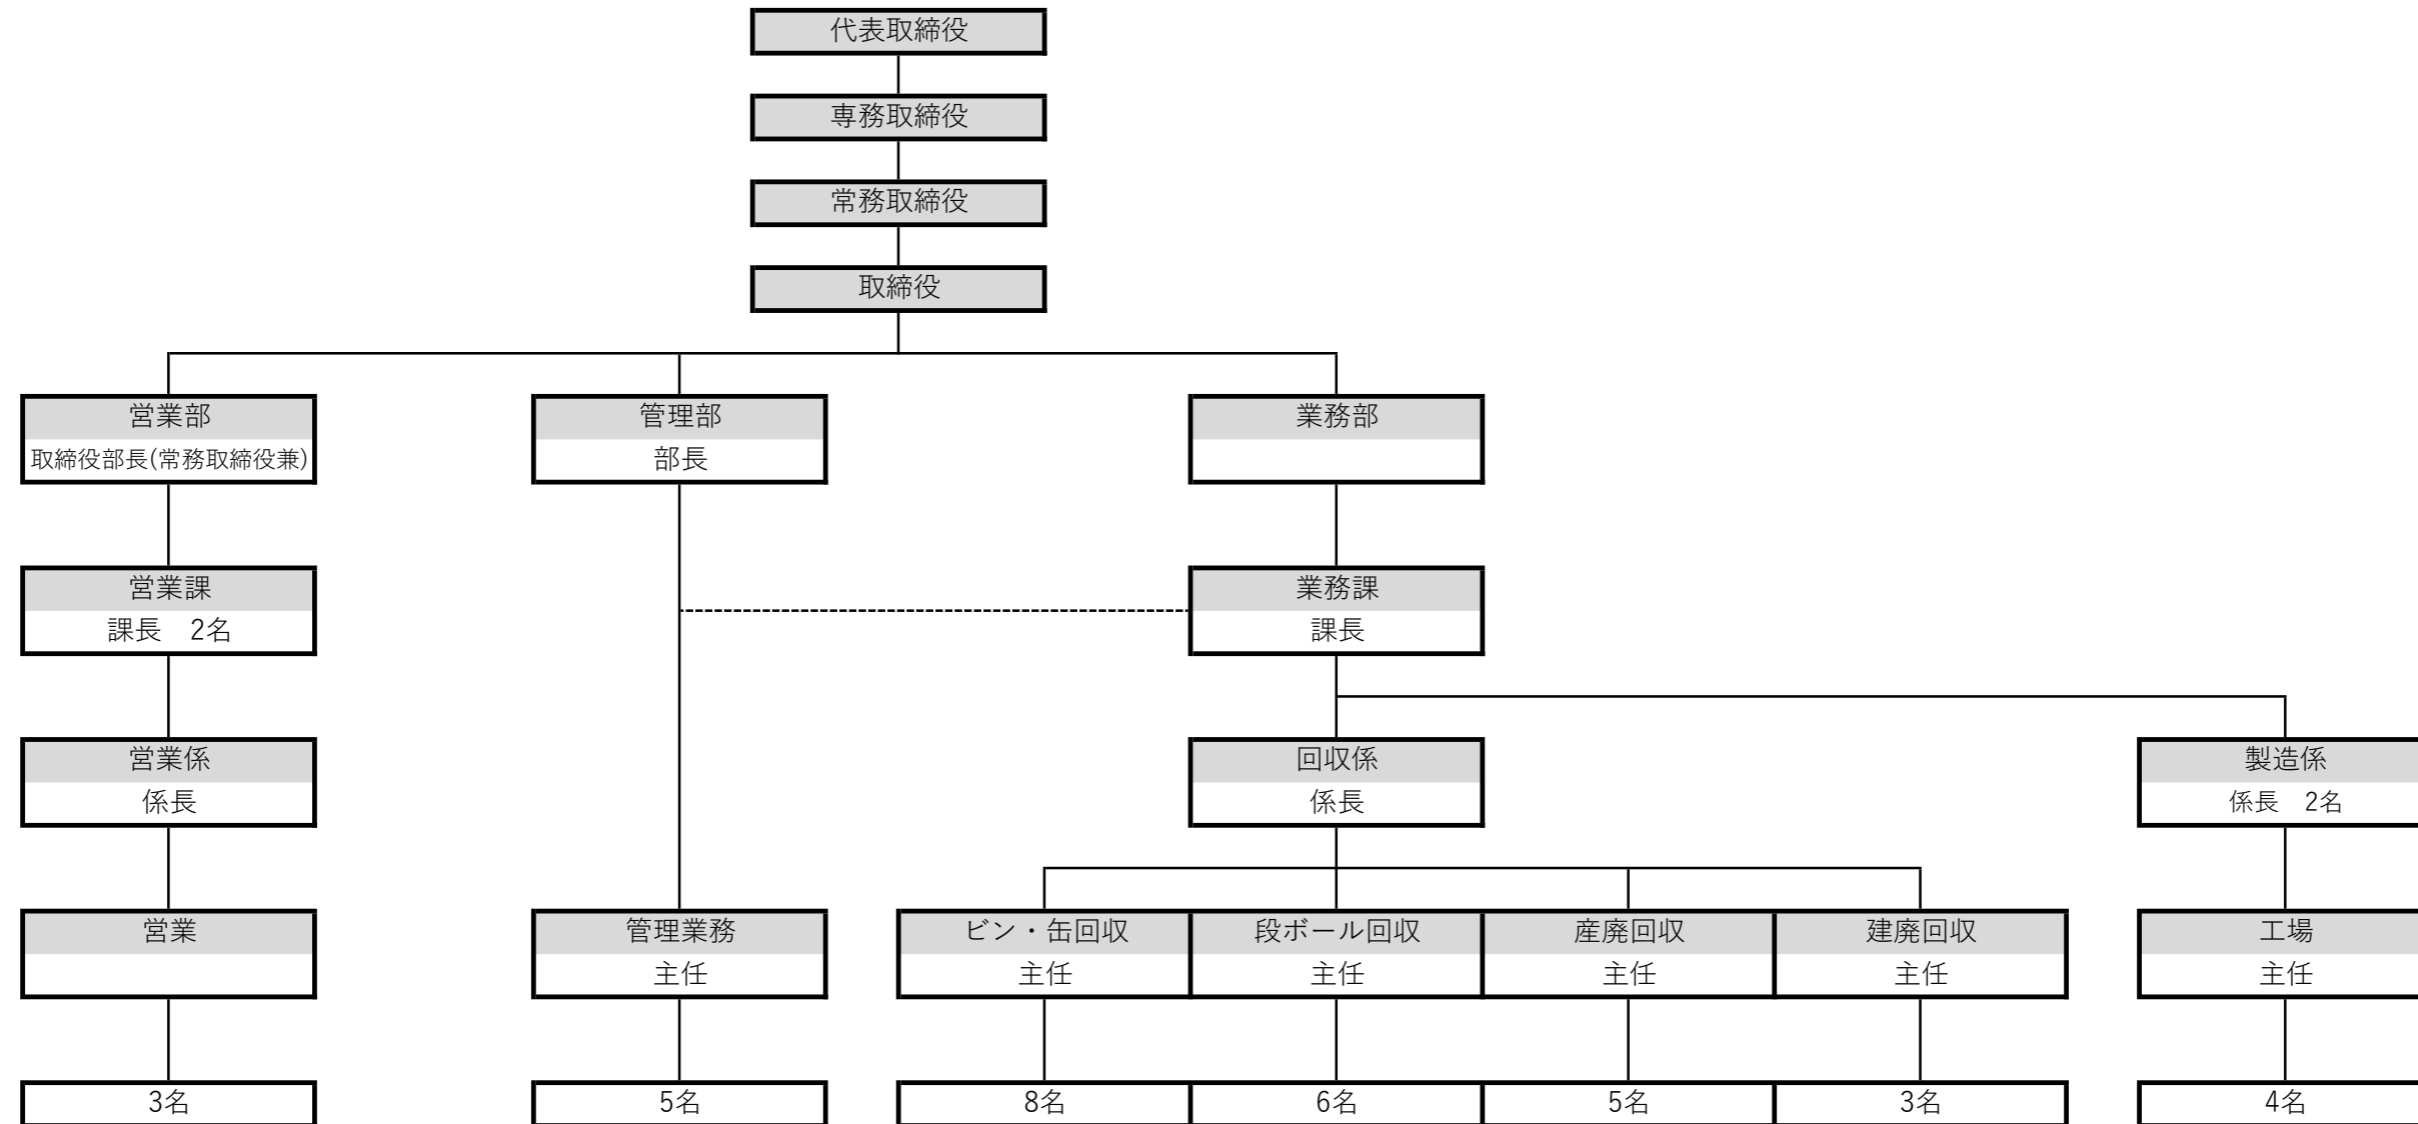 代表取締役
専務取締役
常務取締役
取締役
営業部
取締役部長(常務取締役兼)
管理部
部長
業務部
営業課
課長　2名
業務課
課長
営業係
係長
回収係
係長
製造係
係長　2名
営業
管理業務
主任
ビン・缶回収
主任
段ボール回収
主任
産廃回収
主任
建廃回収
主任
工場
主任
3名
5名
8名
6名
5名
3名
4名